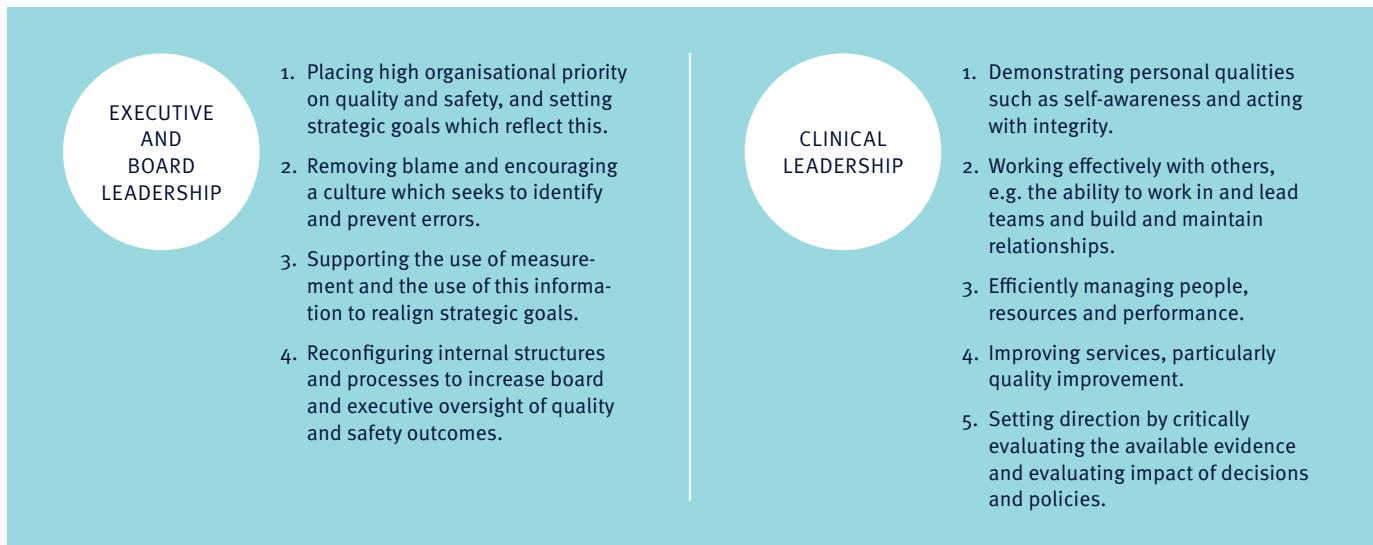 EXECUTIVE
AND
BOARD
LEADERSHIP
1. Placing high organisational priority
on quality and safety, and setting
strategic goals which reflect this.
2. Removing blame and encouraging
a culture which seeks to identify
and prevent errors.
3. Supporting the use of measure-
ment and the use of this informa-
tion to realign strategic goals.
4. Reconfiguring internal structures
and processes to increase board
and executive oversight of quality
and safety outcomes.
CLINICAL
LEADERSHIP
1. Demonstrating personal qualities
such as self-awareness and acting
with integrity.
2. Working effectively with others,
e.g. the ability to work in and lead
teams and build and maintain
relationships.
3. Efficiently managing people,
resources and performance.
4. Improving services, particularly
quality improvement.
5. Setting direction by critically
evaluating the available evidence
and evaluating impact of decisions
and policies.